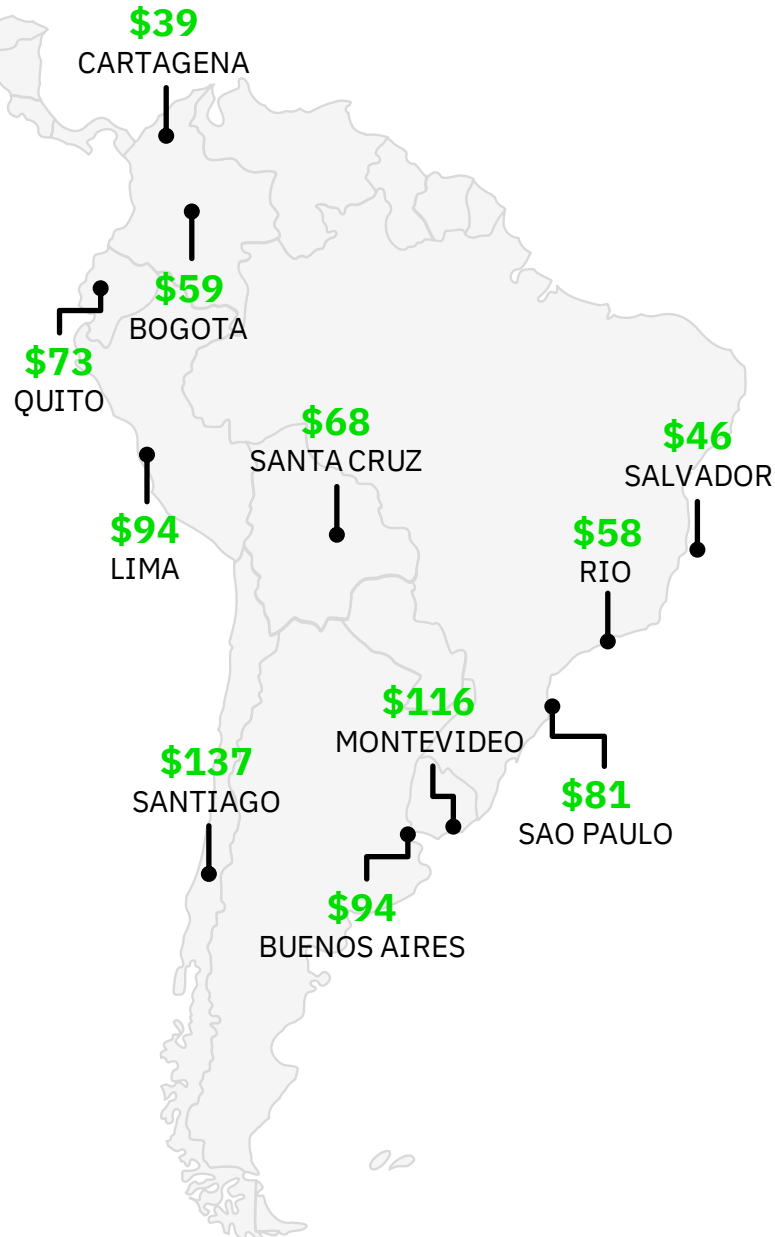 $39
CARTAGENA
$59
BOGOTA
$73
QUITO
$68
SANTA CRUZ
$46
SALVADOR
$94
LIMA
$58
RIO
$116
MONTEVIDEO
$137
SANTIAGO
$81
SAO PAULO
$94
BUENOS AIRES